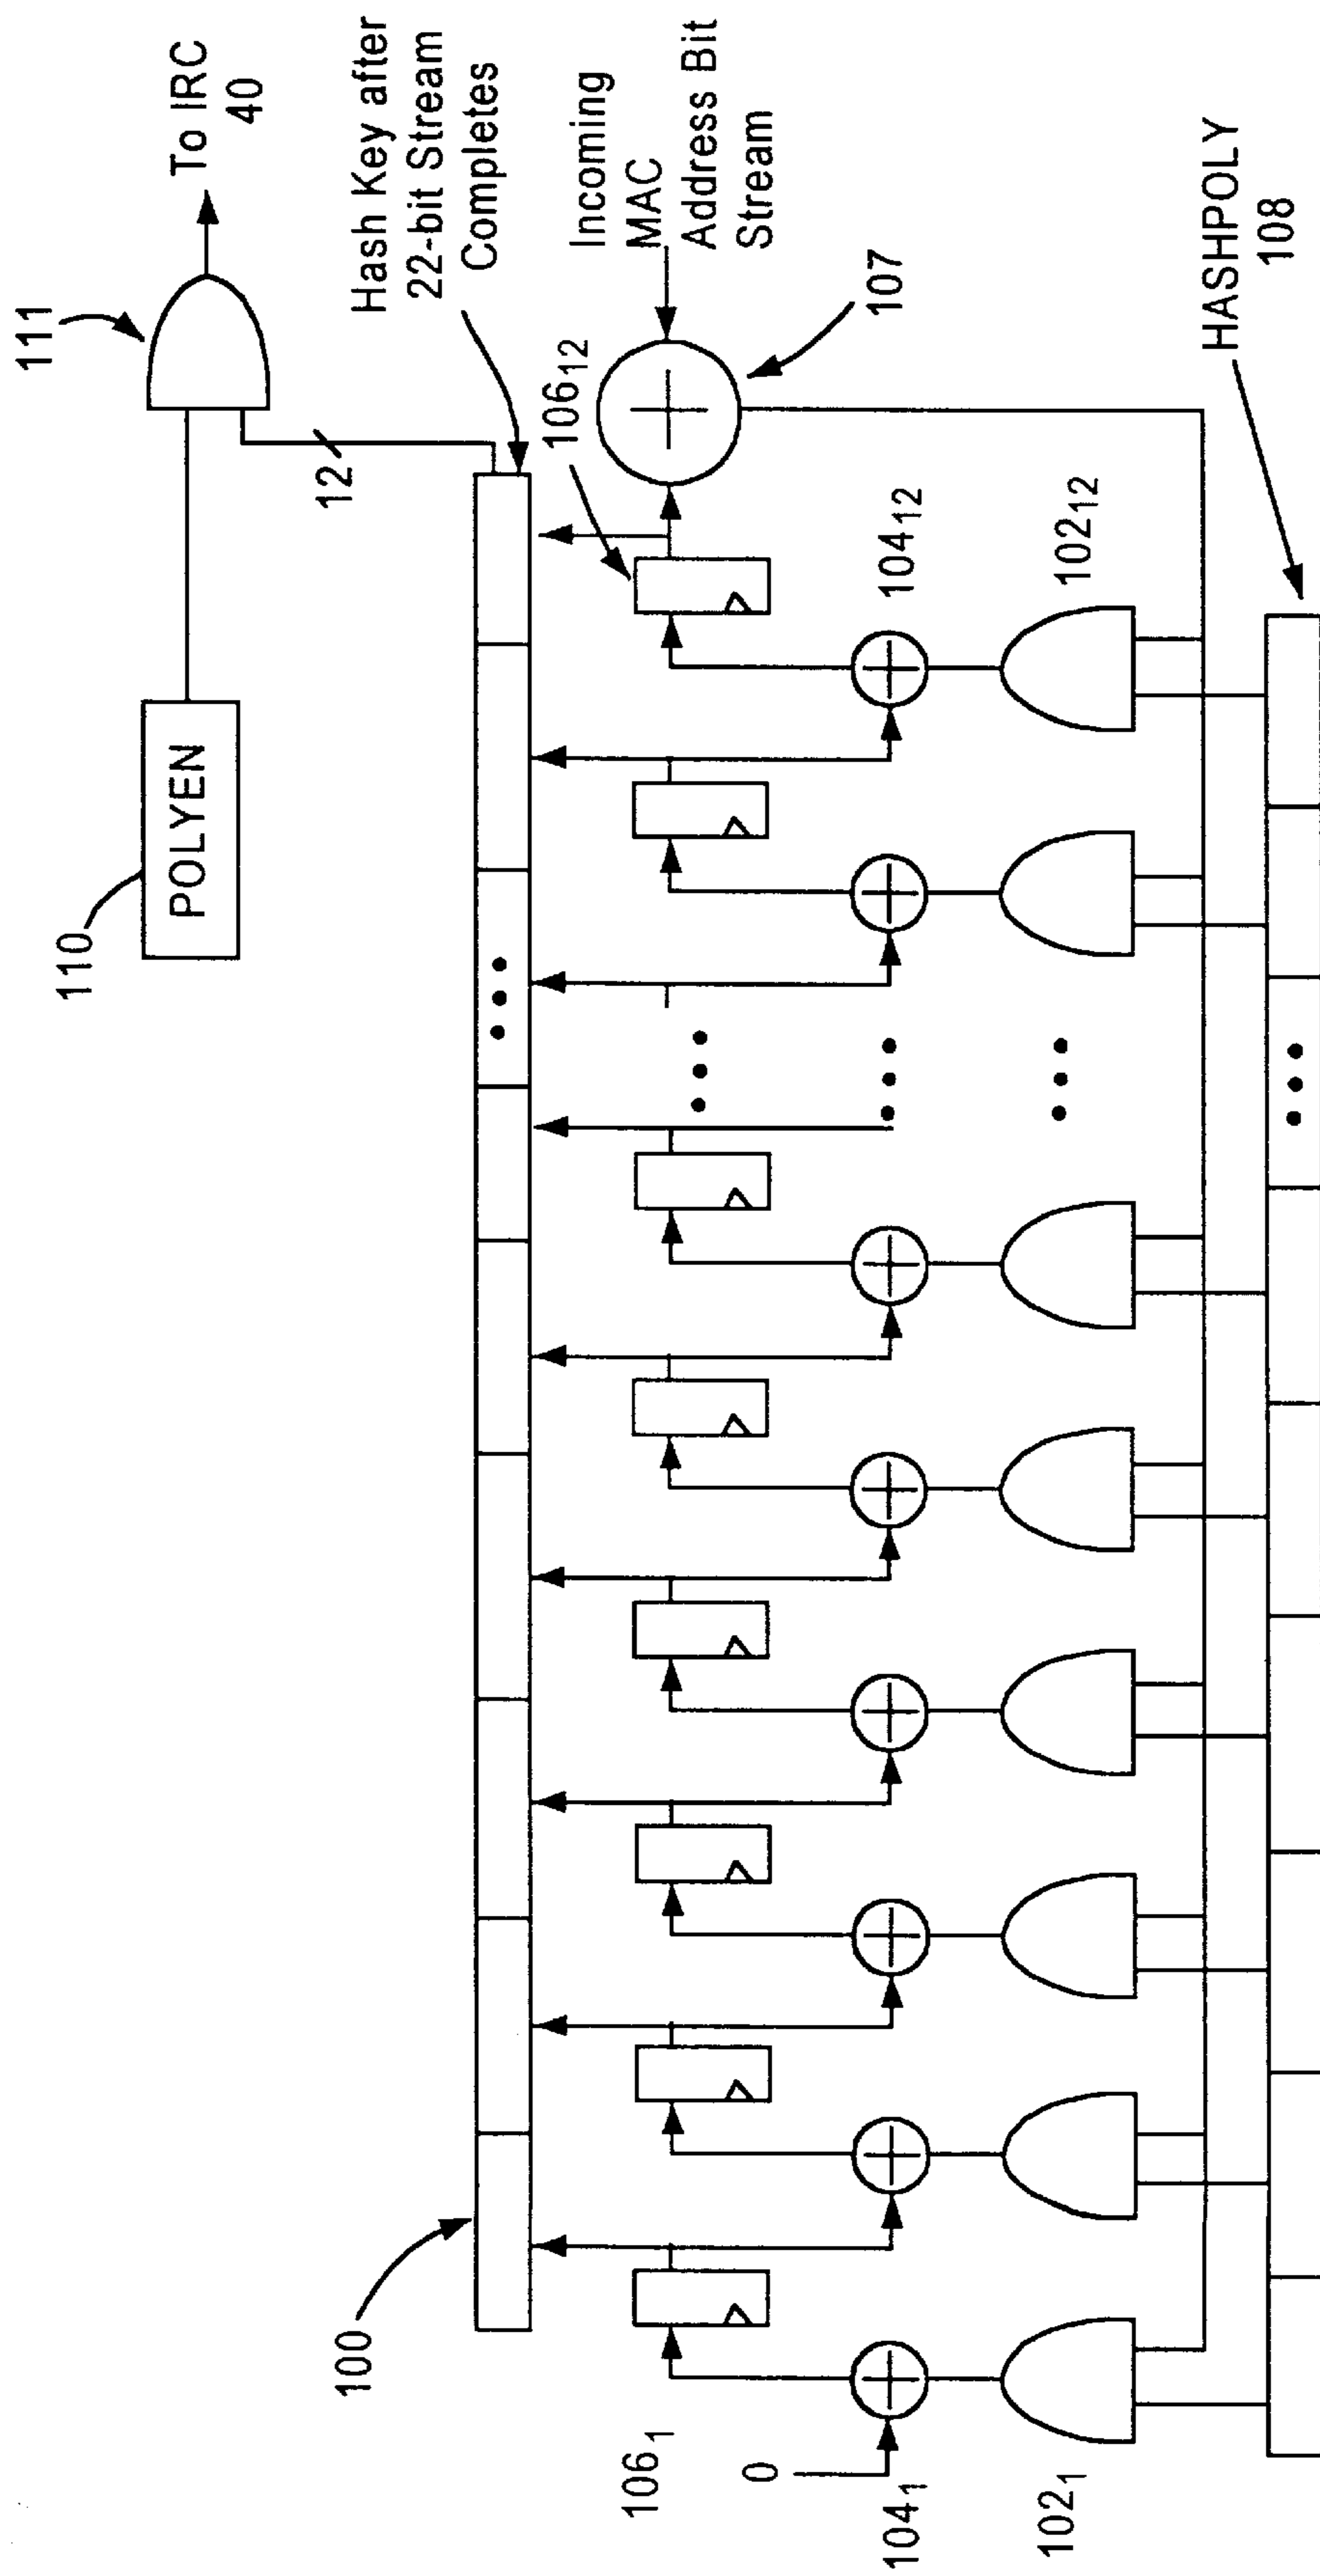 111
To IRC
40
110
POLYEN
12
Hash Key after
22-bit Stream
Completes
100
106₁₂
Incoming
MAC
Address Bit
Stream
107
106₁
0
104₁
104₁₂
102₁
102₁₂
HASHPOLY
108